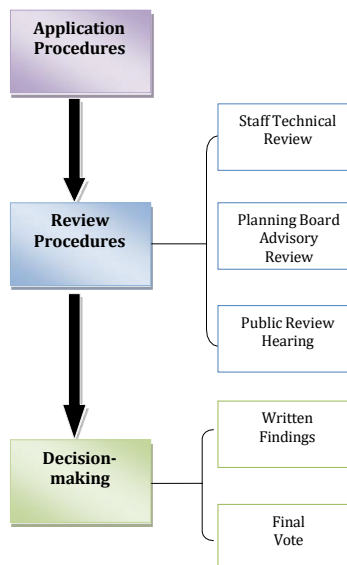 Application
Procedures
Staff Technical
Review
Review
Procedures
Planning Board
Advisory
Review
Public Review
Hearing
Decision-
making
Written
Findings
Final
Vote